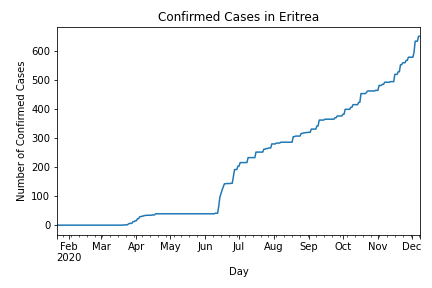 Confirmed Cases in Eritrea
Number of Confirmed Cases
600
500
400
300
200
100
0
Feb Mar Apr May Jun Jul Aug Sep Oct Nov Dec
2020
Day